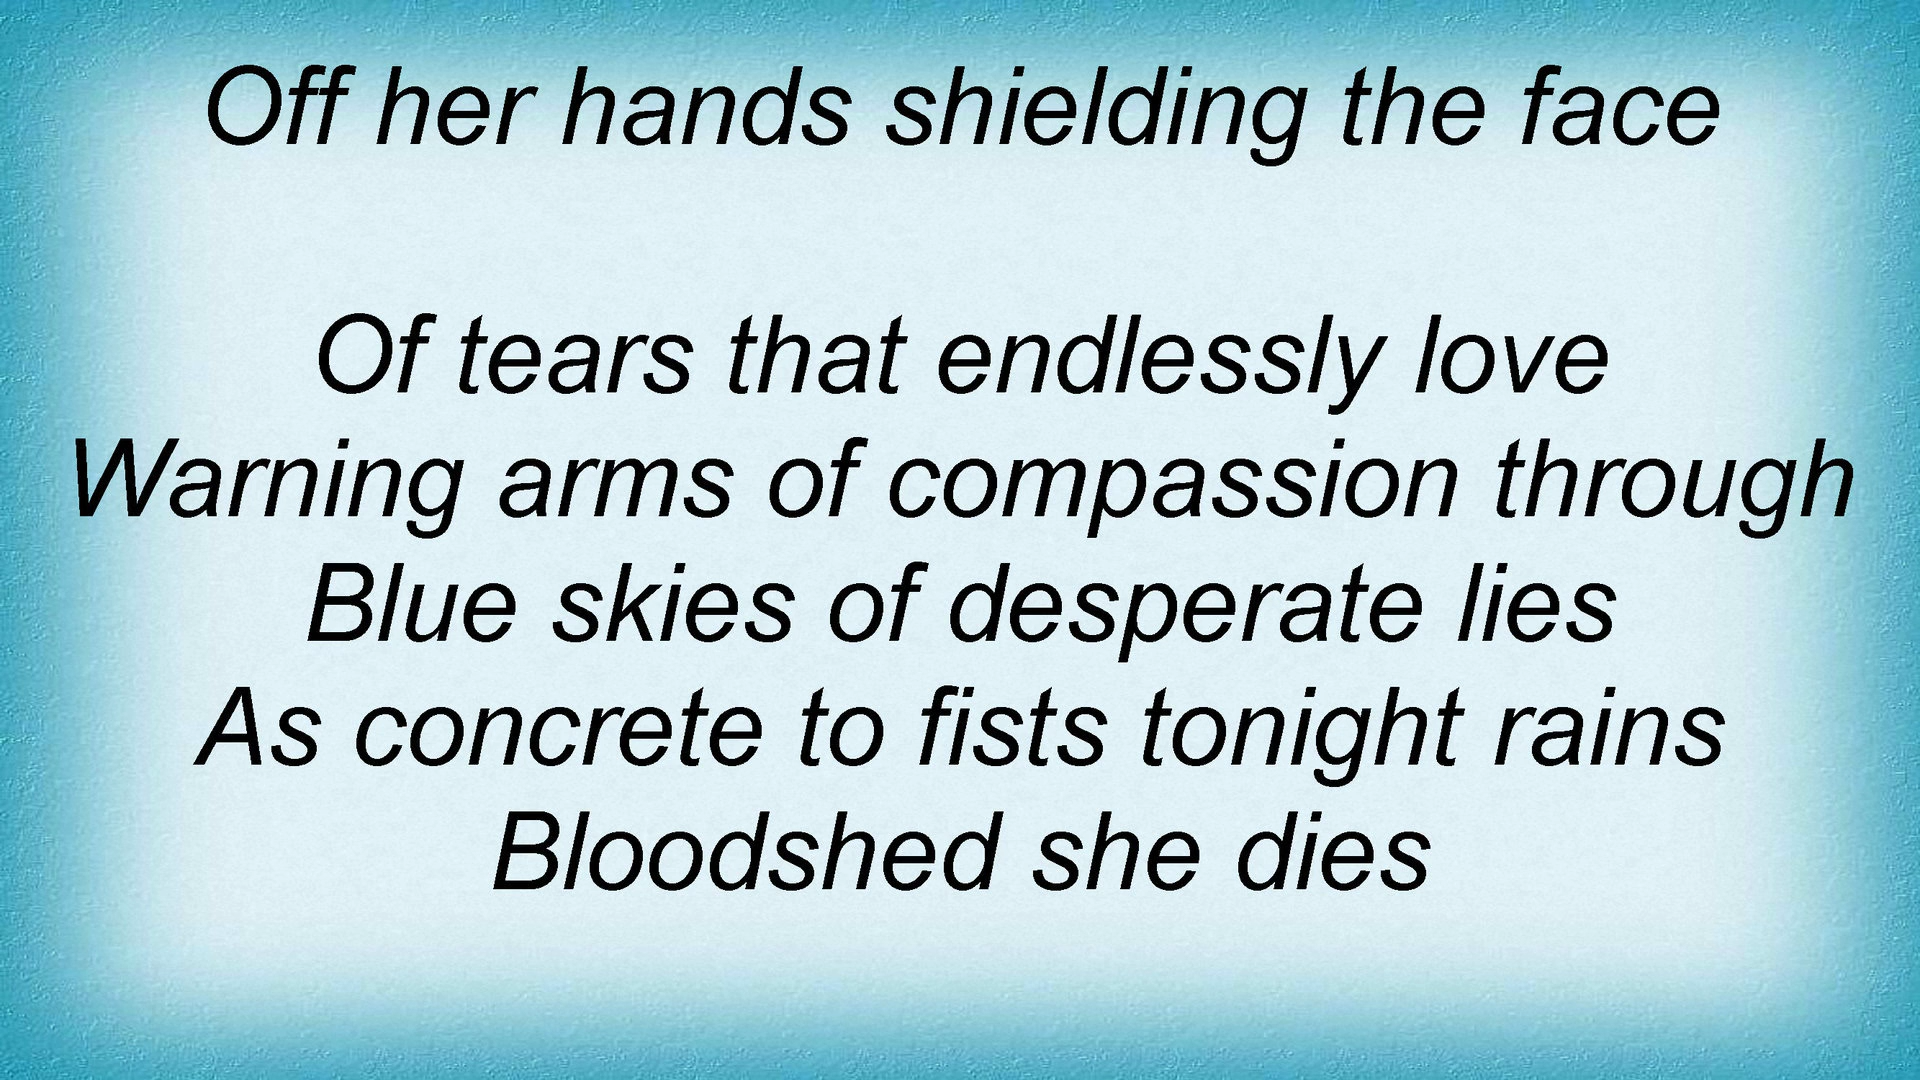 Off her hands shielding the face
Of tears that endlessly love
Warning arms of compassion through
Blue skies of desperate lies
As concrete to fists tonight rains
Bloodshed she dies